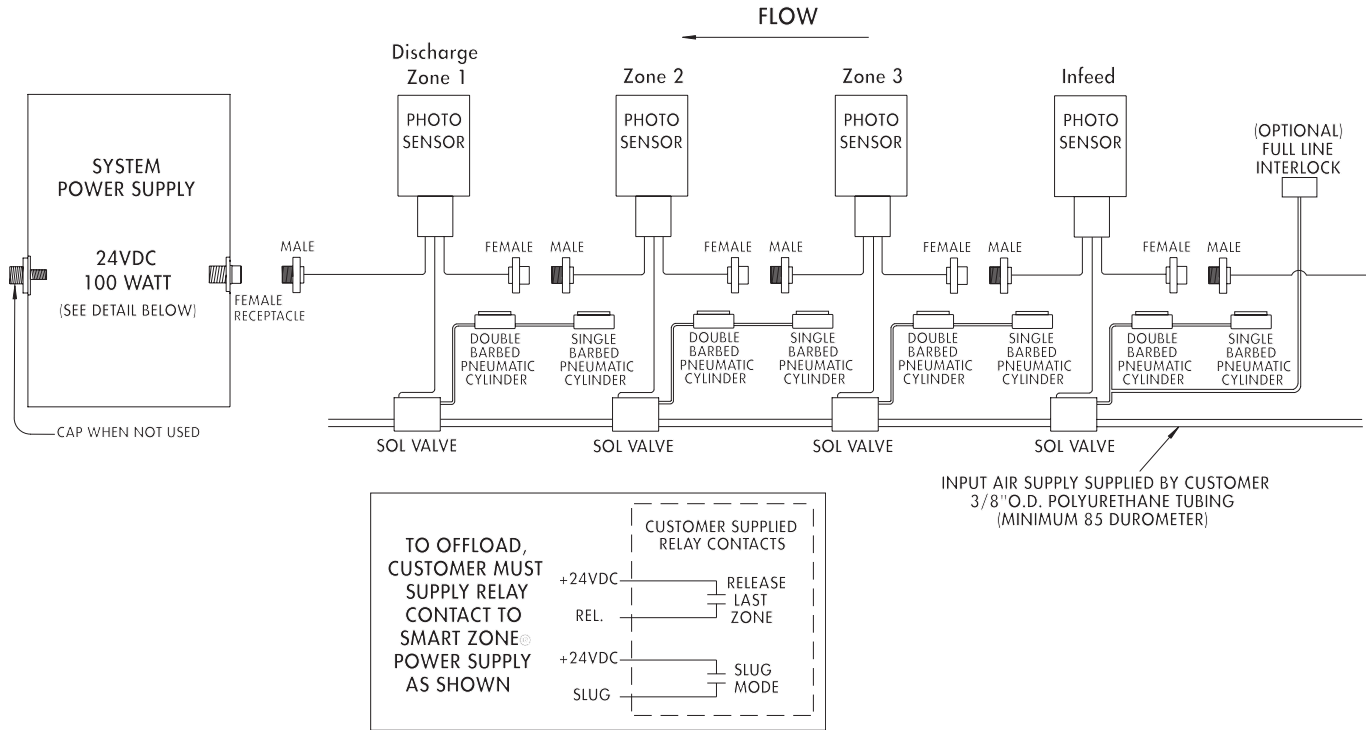 FLOW
Discharge
Zone 1
Zone 2
Zone 3
Infeed
PHOTO
SENSOR
PHOTO
SENSOR
PHOTO
SENSOR
PHOTO
SENSOR
(OPTIONAL)
FULL LINE
INTERLOCK
SYSTEM
POWER SUPPLY
24VDC
100 WATT
(SEE DETAIL BELOW)
FEMALE
RECEPTACLE
MALE
FEMALE
MALE
FEMALE
MALE
FEMALE
MALE
FEMALE
MALE
DOUBLE
BARBED
PNEUMATIC
CYLINDER
SINGLE
BARBED
PNEUMATIC
CYLINDER
DOUBLE
BARBED
PNEUMATIC
CYLINDER
SINGLE
BARBED
PNEUMATIC
CYLINDER
DOUBLE
BARBED
PNEUMATIC
CYLINDER
SINGLE
BARBED
PNEUMATIC
CYLINDER
DOUBLE
BARBED
PNEUMATIC
CYLINDER
SINGLE
BARBED
PNEUMATIC
CYLINDER
CAP WHEN NOT USED
SOL VALVE
SOL VALVE
SOL VALVE
SOL VALVE
INPUT AIR SUPPLY SUPPLIED BY CUSTOMER
3/8"O.D. POLYURETHANE TUBING
(MINIMUM 85 DUROMETER)
TO OFFLOAD,
CUSTOMER MUST
SUPPLY RELAY
CONTACT TO
SMART ZONE®
POWER SUPPLY
AS SHOWN
CUSTOMER SUPPLIED
RELAY CONTACTS
+24VDC
REL.
RELEASE
LAST
ZONE
+24VDC
SLUG
SLUG
MODE